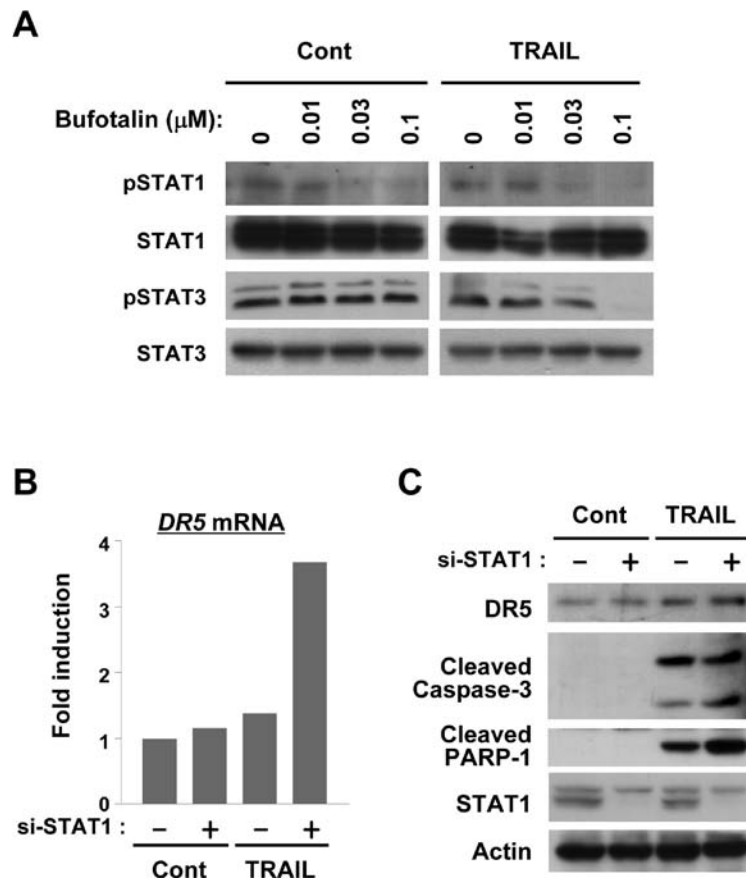 A
Cont TRAIL
Bufotalin (μM): 0 0.01 0.03 0.1 0 0.01 0.03 0.1
pSTAT1
STAT1
pSTAT3
STAT3
B
DR5 mRNA
Fold induction
4
3
2
1
0
si-STAT1 : − + − +
Cont TRAIL
C
Cont TRAIL
si-STAT1 : − + − +
DR5
Cleaved
Caspase-3
Cleaved
PARP-1
STAT1
Actin